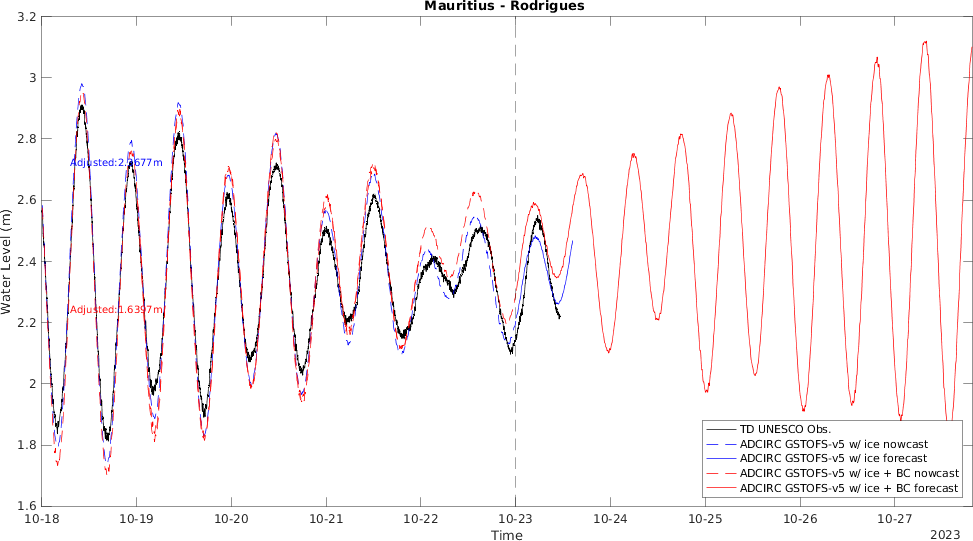 Mauritius - Rodrigues
3.2
3
2.8
2.6
2.4
2.2
2
1.8
1.6
Water Level (m)
Adjusted:1.6397m
TD UNESCO Obs.
ADCIRC GSTOFS-v5 w/ ice nowcast
ADCIRC GSTOFS-v5 w/ ice forecast
ADCIRC GSTOFS-v5 w/ ice + BC nowcast
ADCIRC GSTOFS-v5 w/ ice + BC forecast
10-18 10-19 10-20 10-21 10-22 10-23 10-24 10-25 10-26 10-27
Time
2023